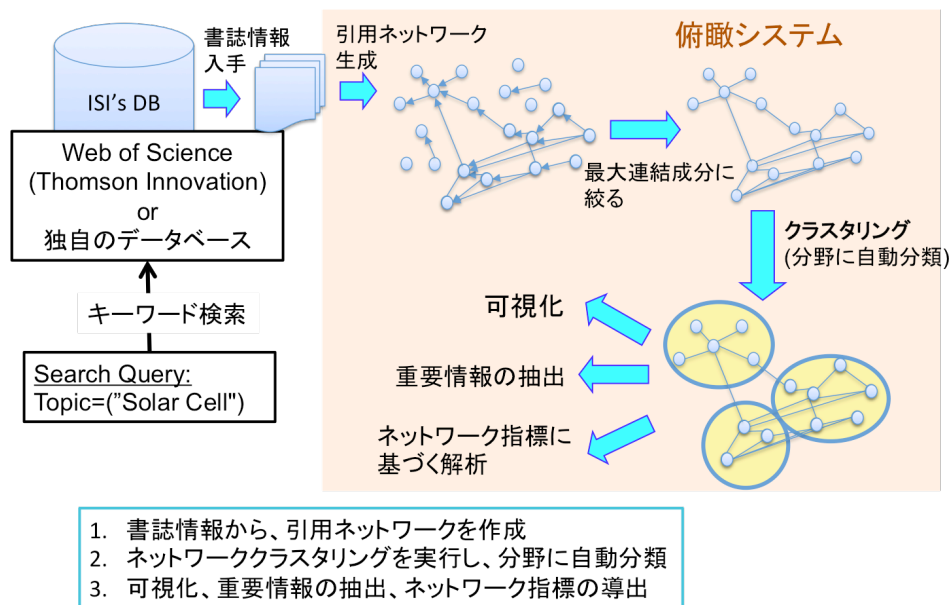 俯瞰システム
書誌情報
入手
引用ネットワーク
生成
ISI's DB
Web of Science
(Thomson Innovation)
or
独自のデータベース
最大連結成分に
絞る
クラスタリング
(分野に自動分類)
キーワード検索
可視化
重要情報の抽出
ネットワーク指標に
基づく解析
Search Query:
Topic=(”Solar Cell")
1. 書誌情報から、引用ネットワークを作成
2. ネットワーククラスタリングを実行し、分野に自動分類
3. 可視化、重要情報の抽出、ネットワーク指標の導出